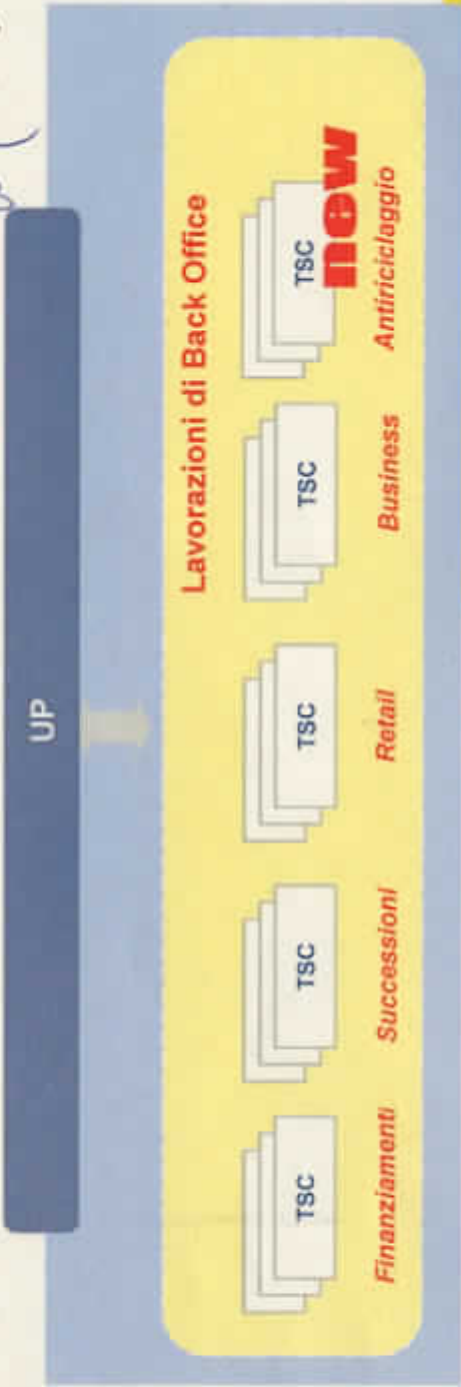 UP
Lavorazioni di Back Office
TSC TSC TSC TSC TSC
new
Finanziamenti Successioni Retail Business Antiriciclaggio